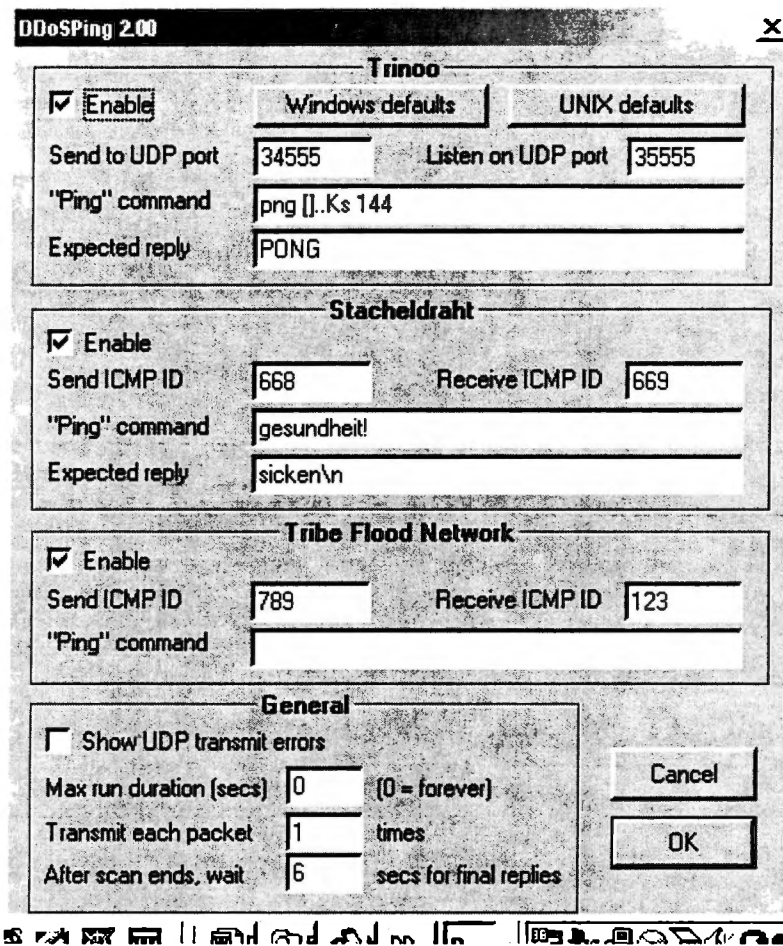 DDoSPing 2.00
Trinoo
Enable
Windows defaults
UNIX defaults
Send to UDP port 34555 Listen on UDP port 35555
"Ping" command png []..Ks 144
Expected reply PONG
Stacheldraht
Enable
Send ICMP ID 668 Receive ICMP ID 669
"Ping" command gesundheit!
Expected reply sicken\n
Tribe Flood Network
Enable
Send ICMP ID 789 Receive ICMP ID 123
"Ping" command
General
Show UDP transmit errors
Max run duration (secs) 0 (0 = forever)
Transmit each packet 1 times
After scan ends, wait 6 secs for final replies
Cancel
OK